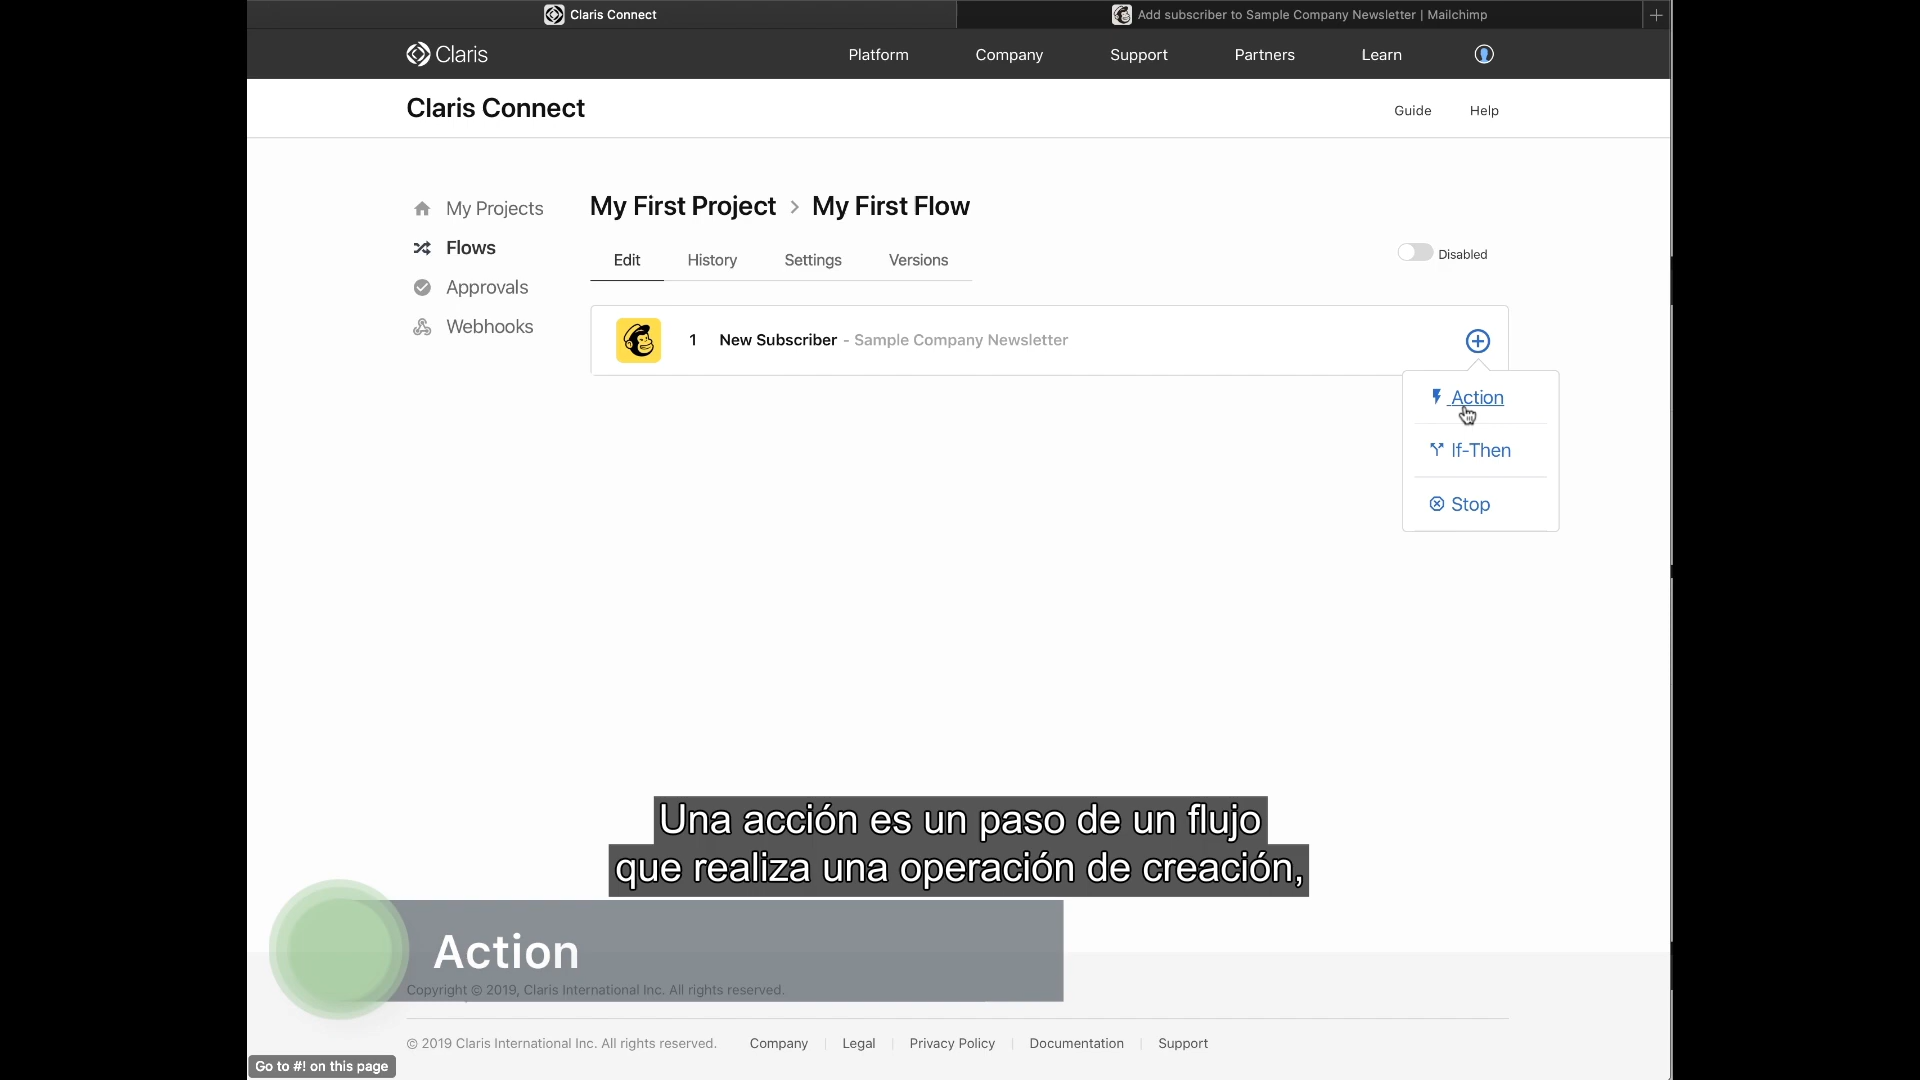 Claris Connect
Add subscriber to Sample Company Newsletter | Mailchimp
Claris
Platform
Company
Support
Partners
Learn
Claris Connect
Guide
Help
My Projects
Flows
Approvals
Webhooks
My First Project > My First Flow
Edit
History
Settings
Versions
Disabled
1 New Subscriber - Sample Company Newsletter
Action
If-Then
Stop
Una acción es un paso de un flujo
que realiza una operación de creación,
Action
Copyright © 2019, Claris International Inc. All rights reserved.
© 2019 Claris International Inc. All rights reserved.
Company
Legal
Privacy Policy
Documentation
Support
Go to #! on this page